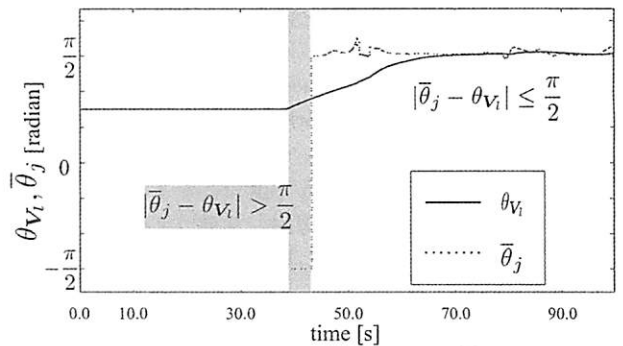 θ_{V_l}, θ̄_j [radian]
π/2
0
−π/2
|θ̄_j − θ_{V_l}| ≤ π/2
|θ̄_j − θ_{V_l}| > π/2
θ_{V_l}
θ̄_j
0.0 10.0 30.0 50.0 70.0 90.0
time [s]